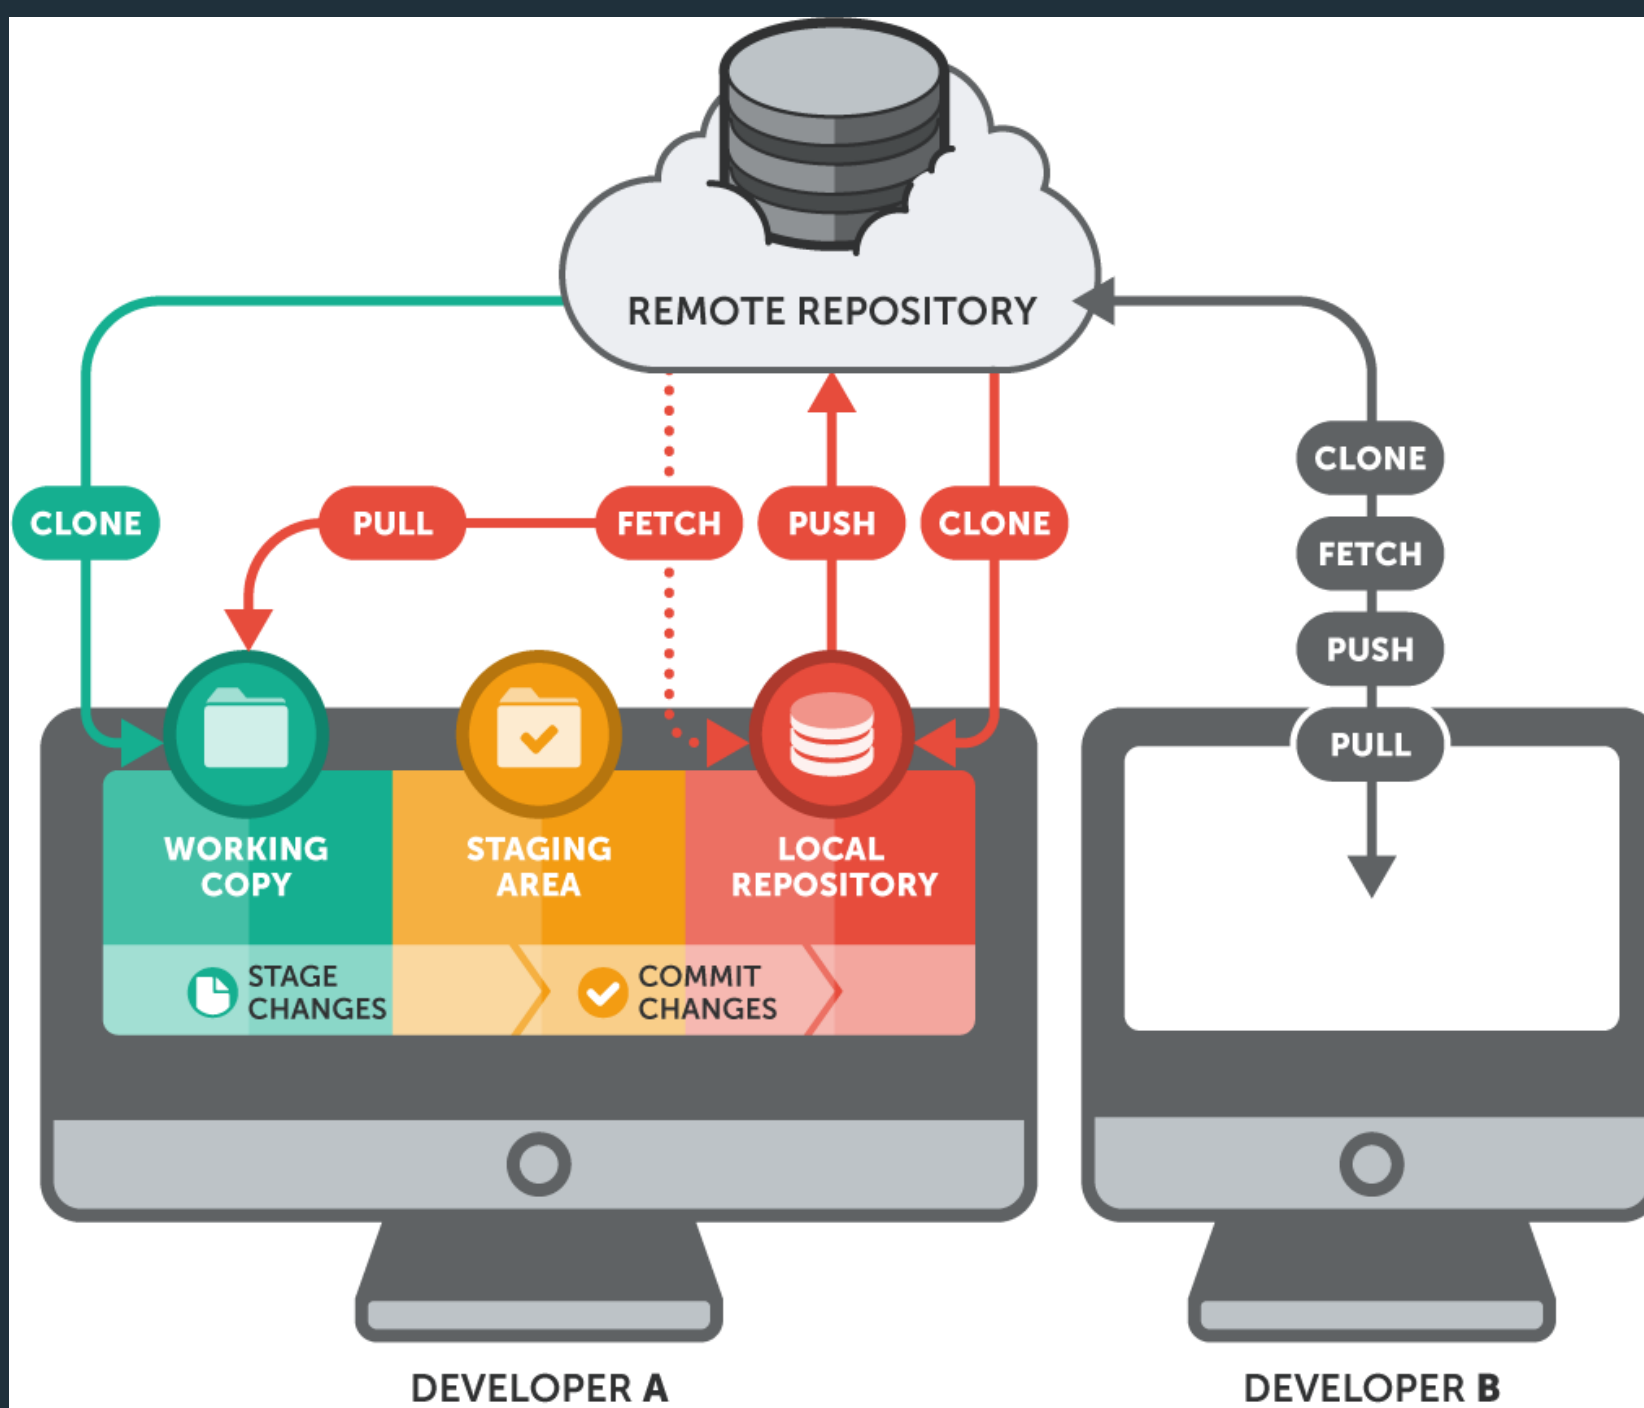 REMOTE REPOSITORY
CLONE
PULL
FETCH
PUSH
CLONE
CLONE
FETCH
PUSH
PULL
WORKING
COPY
STAGING
AREA
LOCAL
REPOSITORY
STAGE
CHANGES
COMMIT
CHANGES
DEVELOPER A
DEVELOPER B